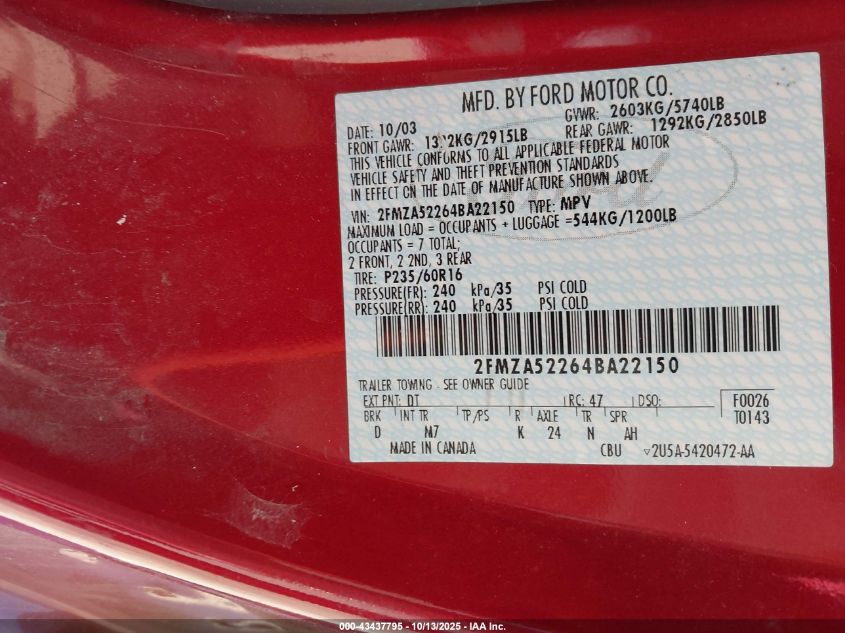 MFD. BY FORD MOTOR CO.
DATE: 10/03 GVWR: 2603KG/5740LB
FRONT GAWR: 1322KG/2915LB REAR GAWR: 1292KG/2850LB
THIS VEHICLE CONFORMS TO ALL APPLICABLE FEDERAL MOTOR
VEHICLE SAFETY AND THEFT PREVENTION STANDARDS
IN EFFECT ON THE DATE OF MANUFACTURE SHOWN ABOVE.
VIN: 2FMZA52264BA22150 TYPE: MPV
MAXIMUM LOAD = OCCUPANTS + LUGGAGE =544KG/1200LB
OCCUPANTS = 7 TOTAL;
2 FRONT, 2 2ND, 3 REAR
TIRE: P235/60R16
PRESSURE(FR): 240 kPa/35 PSI COLD
PRESSURE(RR): 240 kPa/35 PSI COLD
2FMZA52264BA22150
TRAILER TOWING - SEE OWNER GUIDE
EXT PNT: DT RC: 47 DSO: F0026
BRK INT TR TP/PS R AXLE TR SPR T0143
D M7 K 24 N AH
MADE IN CANADA CBU ▽2U5A-5420472-AA
000-43437795 - 10/13/2025 - IAA Inc.